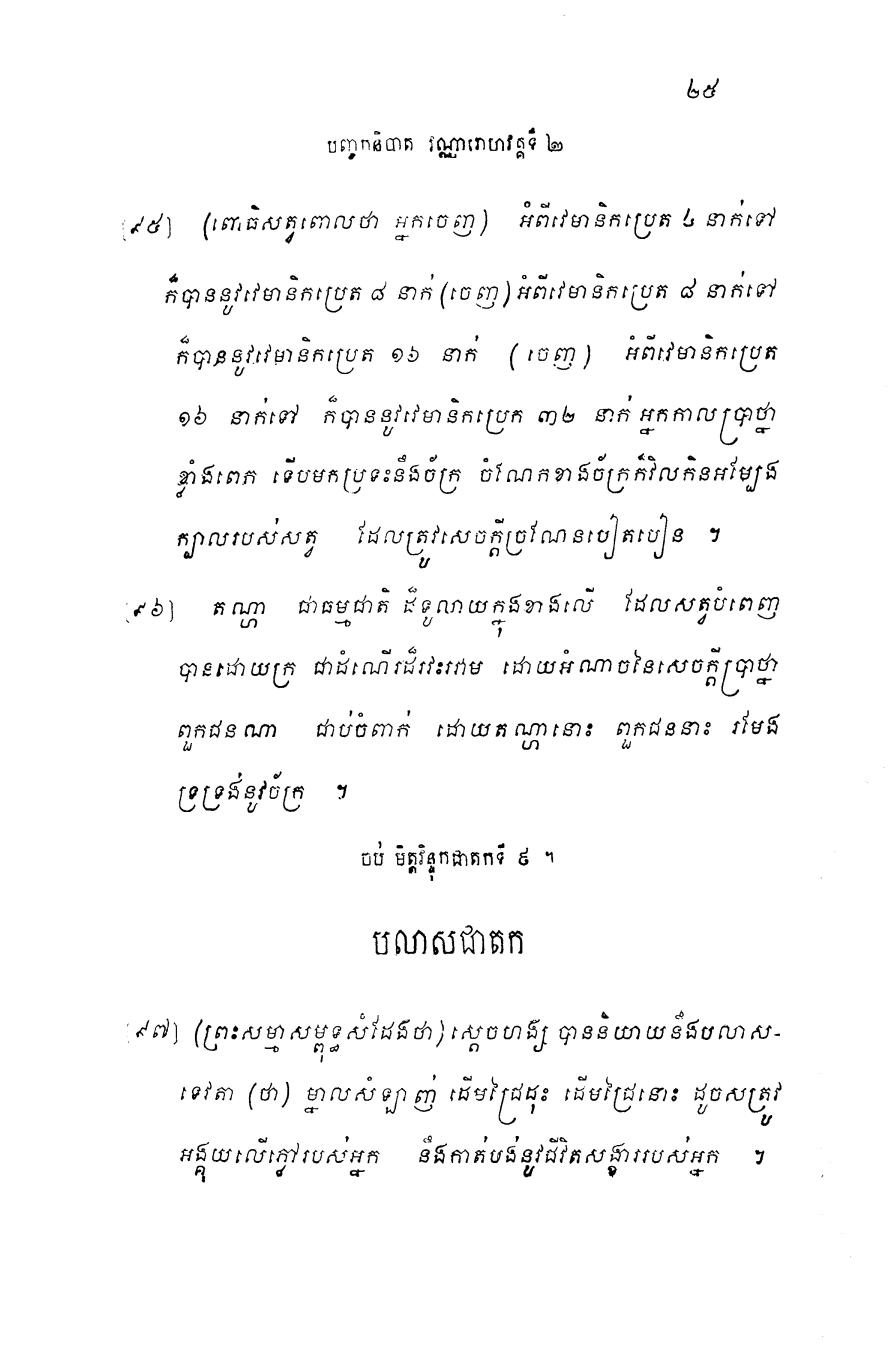 ២៥
បញ្ចកនិបាត វណ្ណារោហវគ្គទី ២
[៩៥] (ពោធិសត្វពោលថា អ្នកចេញ) អំពីវេមានិកប្រេត ៤ នាក់ទៅ
ក៏បាននូវវេមានិកប្រេត ៨ នាក់ (ចេញ) អំពីវេមានិកប្រេត ៨ នាក់ទៅ
ក៏បាននូវវេមានិកប្រេត ១៦ នាក់ (ចេញ) អំពីវេមានិកប្រេត
១៦ នាក់ទៅ ក៏បាននូវវេមានិកប្រេក ៣២ នាក់ អ្នកកាលប្រាថ្នា
ខ្លាំងពេក ទើបមកប្រទះនឹងច័ក្រ ចំណែកខាងច័ក្រក៏វិលកិនអម្បែង
ក្បាលរបស់សត្វ ដែលត្រូវសេចក្តីច្រណែនបៀតបៀន ។
[៩៦] តណ្ហា ជាធម្មជាតិ ដ៏ទូលាយក្នុងខាងលើ ដែលសត្វបំពេញ
បានដោយក្រ ជាដំណើរដ៏រវះរវាម ដោយអំណាចនៃសេចក្តីប្រាថ្នា
ពួកជនណា ជាប់ចំពាក់ ដោយតណ្ហានោះ ពួកជននោះ រមែង
ទ្រទ្រង់នូវច័ក្រ ។
ចប់ មិត្តវិន្ទុកជាតកទី ៩ ។
បលាសជាតក
[៩៧] (ព្រះសម្មាសម្ពុទ្ធសំដែងថា) ស្តេចហង្ស បាននិយាយនឹងបលាស-
ទេវតា (ថា) ម្នាលសំឡាញ់ ដើមជ្រៃដុះ ដើមជ្រៃនោះ ដូចសត្រូវ
អង្គុយលើភ្លៅរបស់អ្នក នឹងកាត់បង់នូវជីវិតសង្ខាររបស់អ្នក ។